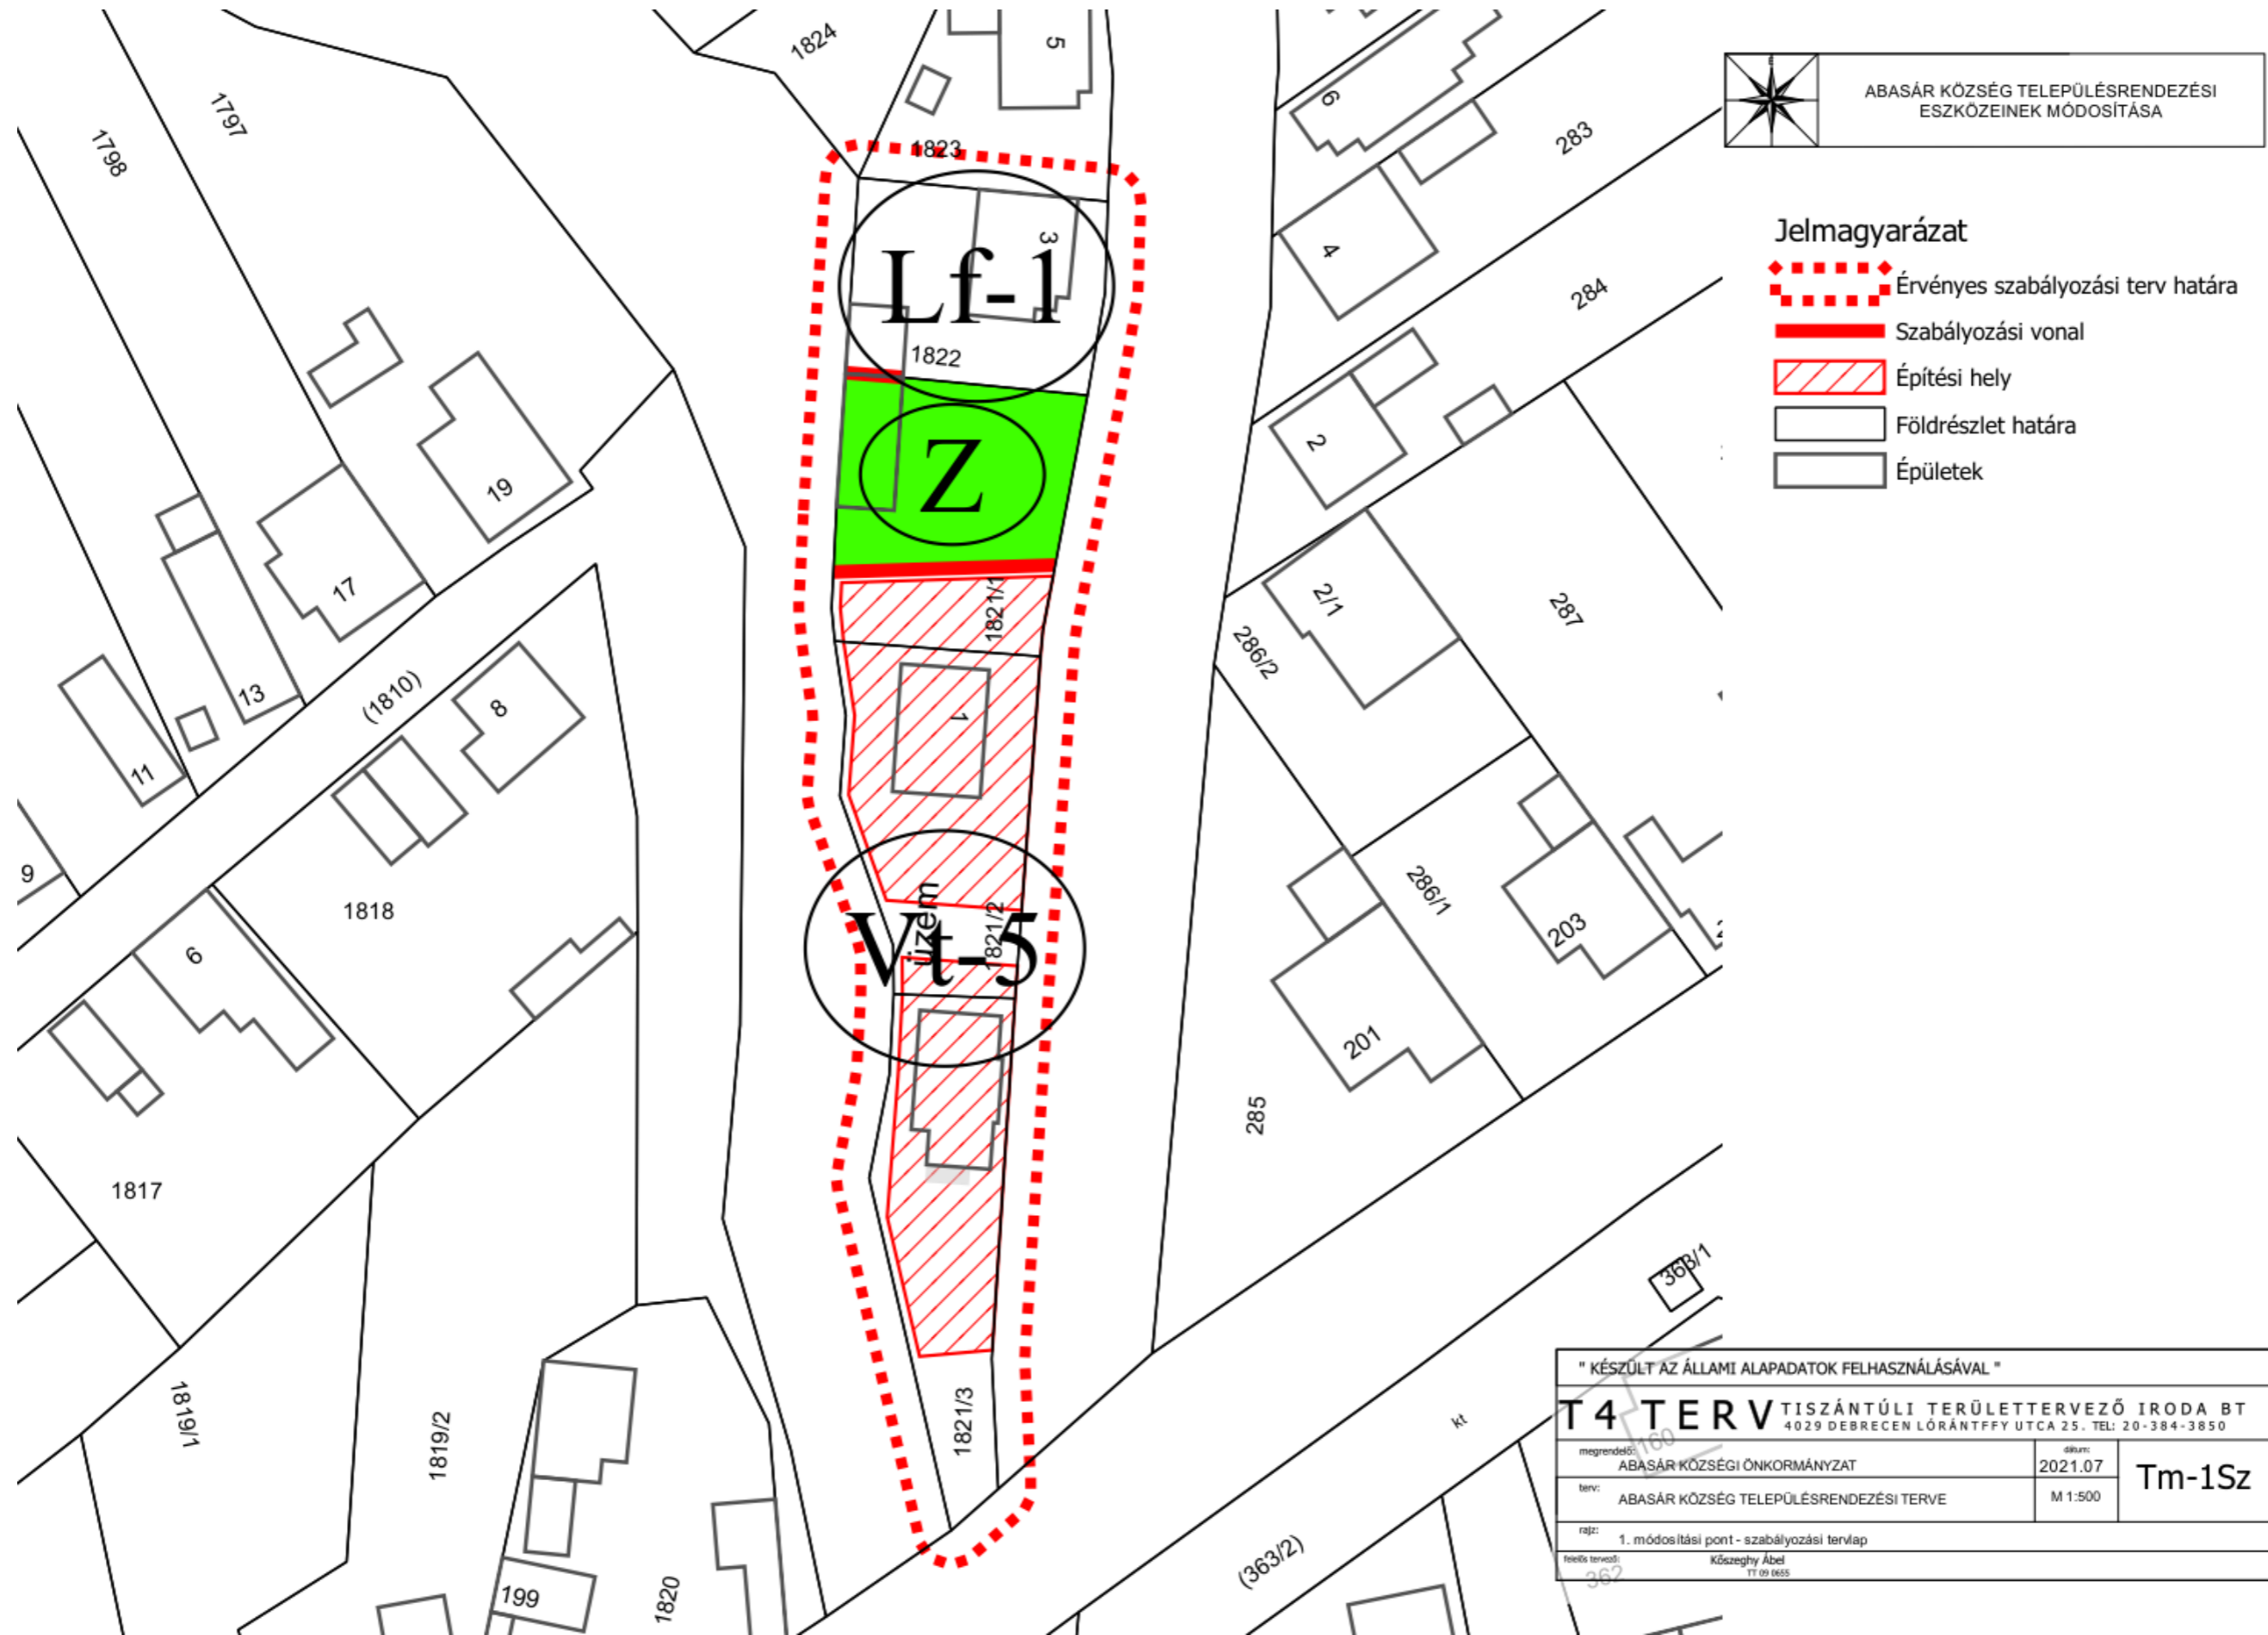 ABASÁR KÖZSÉG TELEPÜLÉSRENDEZÉSI
ESZKÖZEINEK MÓDOSÍTÁSA
Jelmagyarázat
Érvényes szabályozási terv határa
Szabályozási vonal
Építési hely
Földrészlet határa
Épületek
1824
5
1797
1798
1823
6
283
3
4
Lf-1
284
1822
2
Z
19
17
1821/1
2/1
287
286/2
13
(1810)
8
1
11
9
1818
üzem
1821/2
Vt-5
286/1
203
6
201
285
1817
363/1
1819/1
1819/2
1821/3
kt
160
(363/2)
199
1820
362
" KÉSZÜLT AZ ÁLLAMI ALAPADATOK FELHASZNÁLÁSÁVAL "
T4 TERV TISZÁNTÚLI TERÜLETTERVEZŐ IRODA BT
4029 DEBRECEN LÓRÁNTFFY UTCA 25. TEL: 20-384-3850
megrendelő:
ABASÁR KÖZSÉGI ÖNKORMÁNYZAT
dátum:
2021.07
Tm-1Sz
terv:
ABASÁR KÖZSÉG TELEPÜLÉSRENDEZÉSI TERVE
M 1:500
rajz:
1. módosítási pont - szabályozási tervlap
felelős tervező:
Kőszeghy Ábel
TT 09 0655